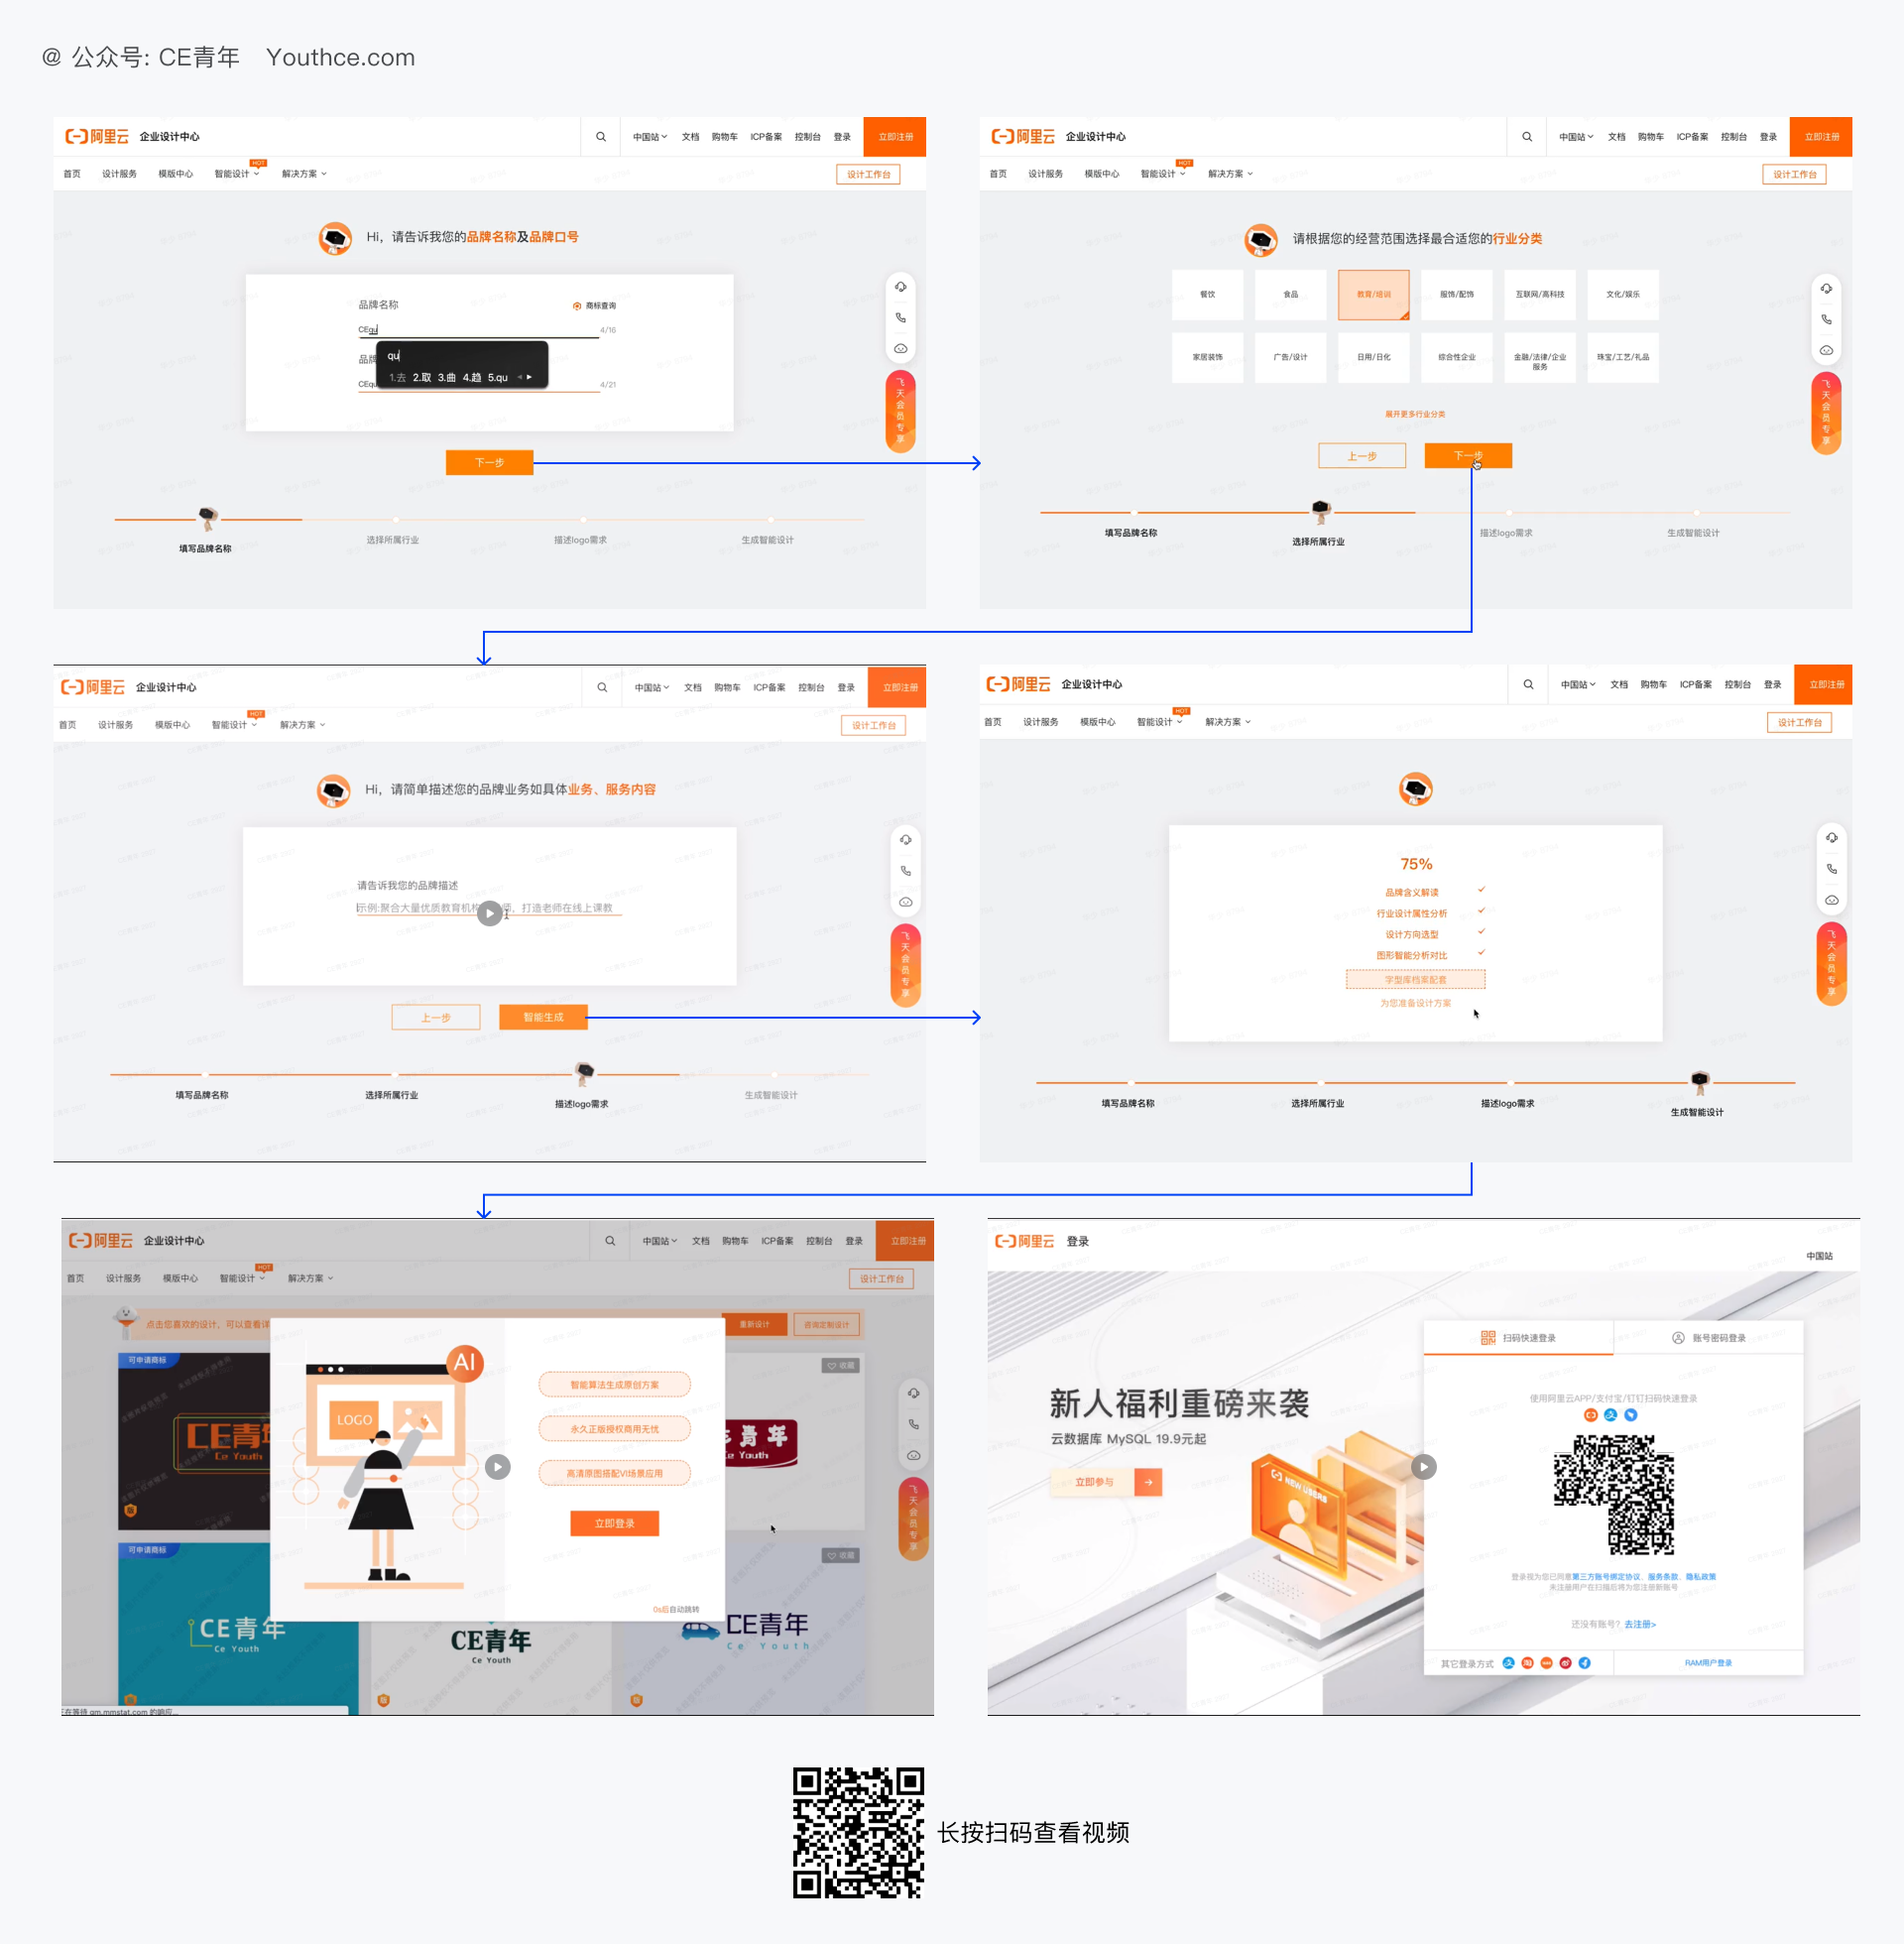 @ 公众号: CE青年 Youthce.com
阿里云 企业设计中心 中国站 文档 购物车 ICP备案 控制台 登录 立即注册
首页 设计服务 模版中心 智能设计 HOT 解决方案 设计工作台
Hi，请告诉我您的品牌名称及品牌口号
品牌名称 商标查询
CEqu 4/16
qu
品牌
1.去 2.取 3.曲 4.趋 5.qu
CEqu 4/21
下一步
飞天会员专享
填写品牌名称 选择所属行业 描述logo需求 生成智能设计
阿里云 企业设计中心 中国站 文档 购物车 ICP备案 控制台 登录 立即注册
首页 设计服务 模版中心 智能设计 HOT 解决方案 设计工作台
请根据您的经营范围选择最合适您的行业分类
餐饮 食品 教育/培训 服饰/配饰 互联网/高科技 文化/娱乐
家居装饰 广告/设计 日用/日化 综合性企业 金融/法律/企业 珠宝/工艺/礼品
服务
展开更多行业分类
上一步 下一步
飞天会员专享
填写品牌名称 选择所属行业 描述logo需求 生成智能设计
阿里云 企业设计中心 中国站 文档 购物车 ICP备案 控制台 登录 立即注册
首页 设计服务 模版中心 智能设计 HOT 解决方案 设计工作台
Hi，请简单描述您的品牌业务如具体业务、服务内容
请告诉我您的品牌描述
示例:聚合大量优质教育机构 师，打造老师在线上课教
上一步 智能生成
飞天会员专享
填写品牌名称 选择所属行业 描述logo需求 生成智能设计
阿里云 企业设计中心 中国站 文档 购物车 ICP备案 控制台 登录 立即注册
首页 设计服务 模版中心 智能设计 HOT 解决方案 设计工作台
75%
品牌含义解读
行业设计属性分析
设计方向选型
图形智能分析对比
字型库档案配套
为您准备设计方案
飞天会员专享
填写品牌名称 选择所属行业 描述logo需求 生成智能设计
阿里云 企业设计中心 中国站 文档 购物车 ICP备案 控制台 登录 立即注册
首页 设计服务 模版中心 智能设计 HOT 解决方案 设计工作台
点击您喜欢的设计，可以查看详 重新设计 咨询定制设计
可申请商标 收藏
AI
LOGO
智能算法生成原创方案
永久正版授权商用无忧
高清原图搭配VI场景应用
立即登录
0s后自动跳转
CE青
Ce Youth
青年
Ce Youth
飞天会员专享
可申请商标 收藏
CE青年
Ce Youth
CE青年
Ce Youth
CE青年
Ce Youth
在等待 gm.mmstat.com 的响应...
阿里云 登录
中国站
新人福利重磅来袭
云数据库 MySQL 19.9元起
立即参与
NEW USERS
扫码快速登录 账号密码登录
使用阿里云APP/支付宝/钉钉扫码快速登录
登录视为您已同意第三方账号绑定协议、服务条款、隐私政策
未注册用户在扫描后将为您注册新账号
还没有账号? 去注册>
其它登录方式 RAM用户登录
长按扫码查看视频